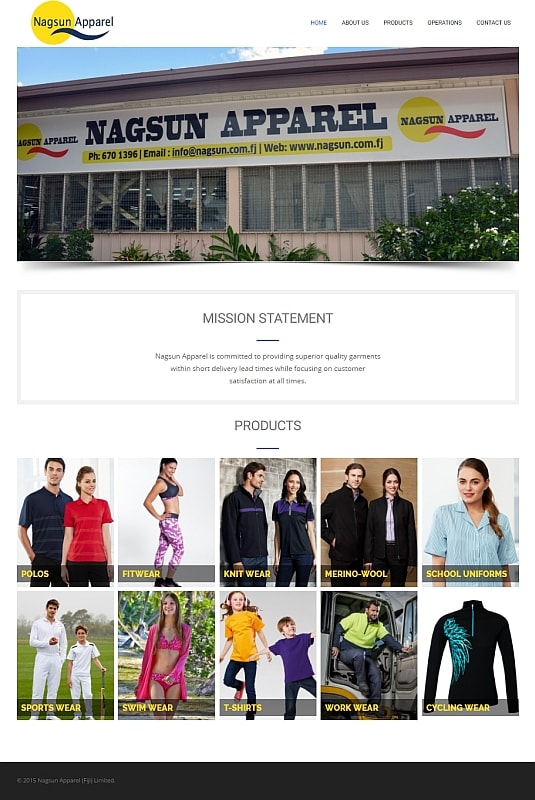 Nagsun Apparel
HOME ABOUT US PRODUCTS OPERATIONS CONTACT US
NAGSUN APPAREL
NAGSUN APPAREL
NAGSUN APPAREL
Ph: 670 1396 | Email : info@nagsun.com.fj | Web: www.nagsun.com.fj
MISSION STATEMENT
Nagsun Apparel is committed to providing superior quality garments
within short delivery lead times while focusing on customer
satisfaction at all times.
PRODUCTS
POLOS
FITWEAR
KNIT WEAR
MERINO-WOOL
SCHOOL UNIFORMS
SPORTS WEAR
SWIM WEAR
T-SHIRTS
WORK WEAR
CYCLING WEAR
© 2015 Nagsun Apparel (Fiji) Limited.